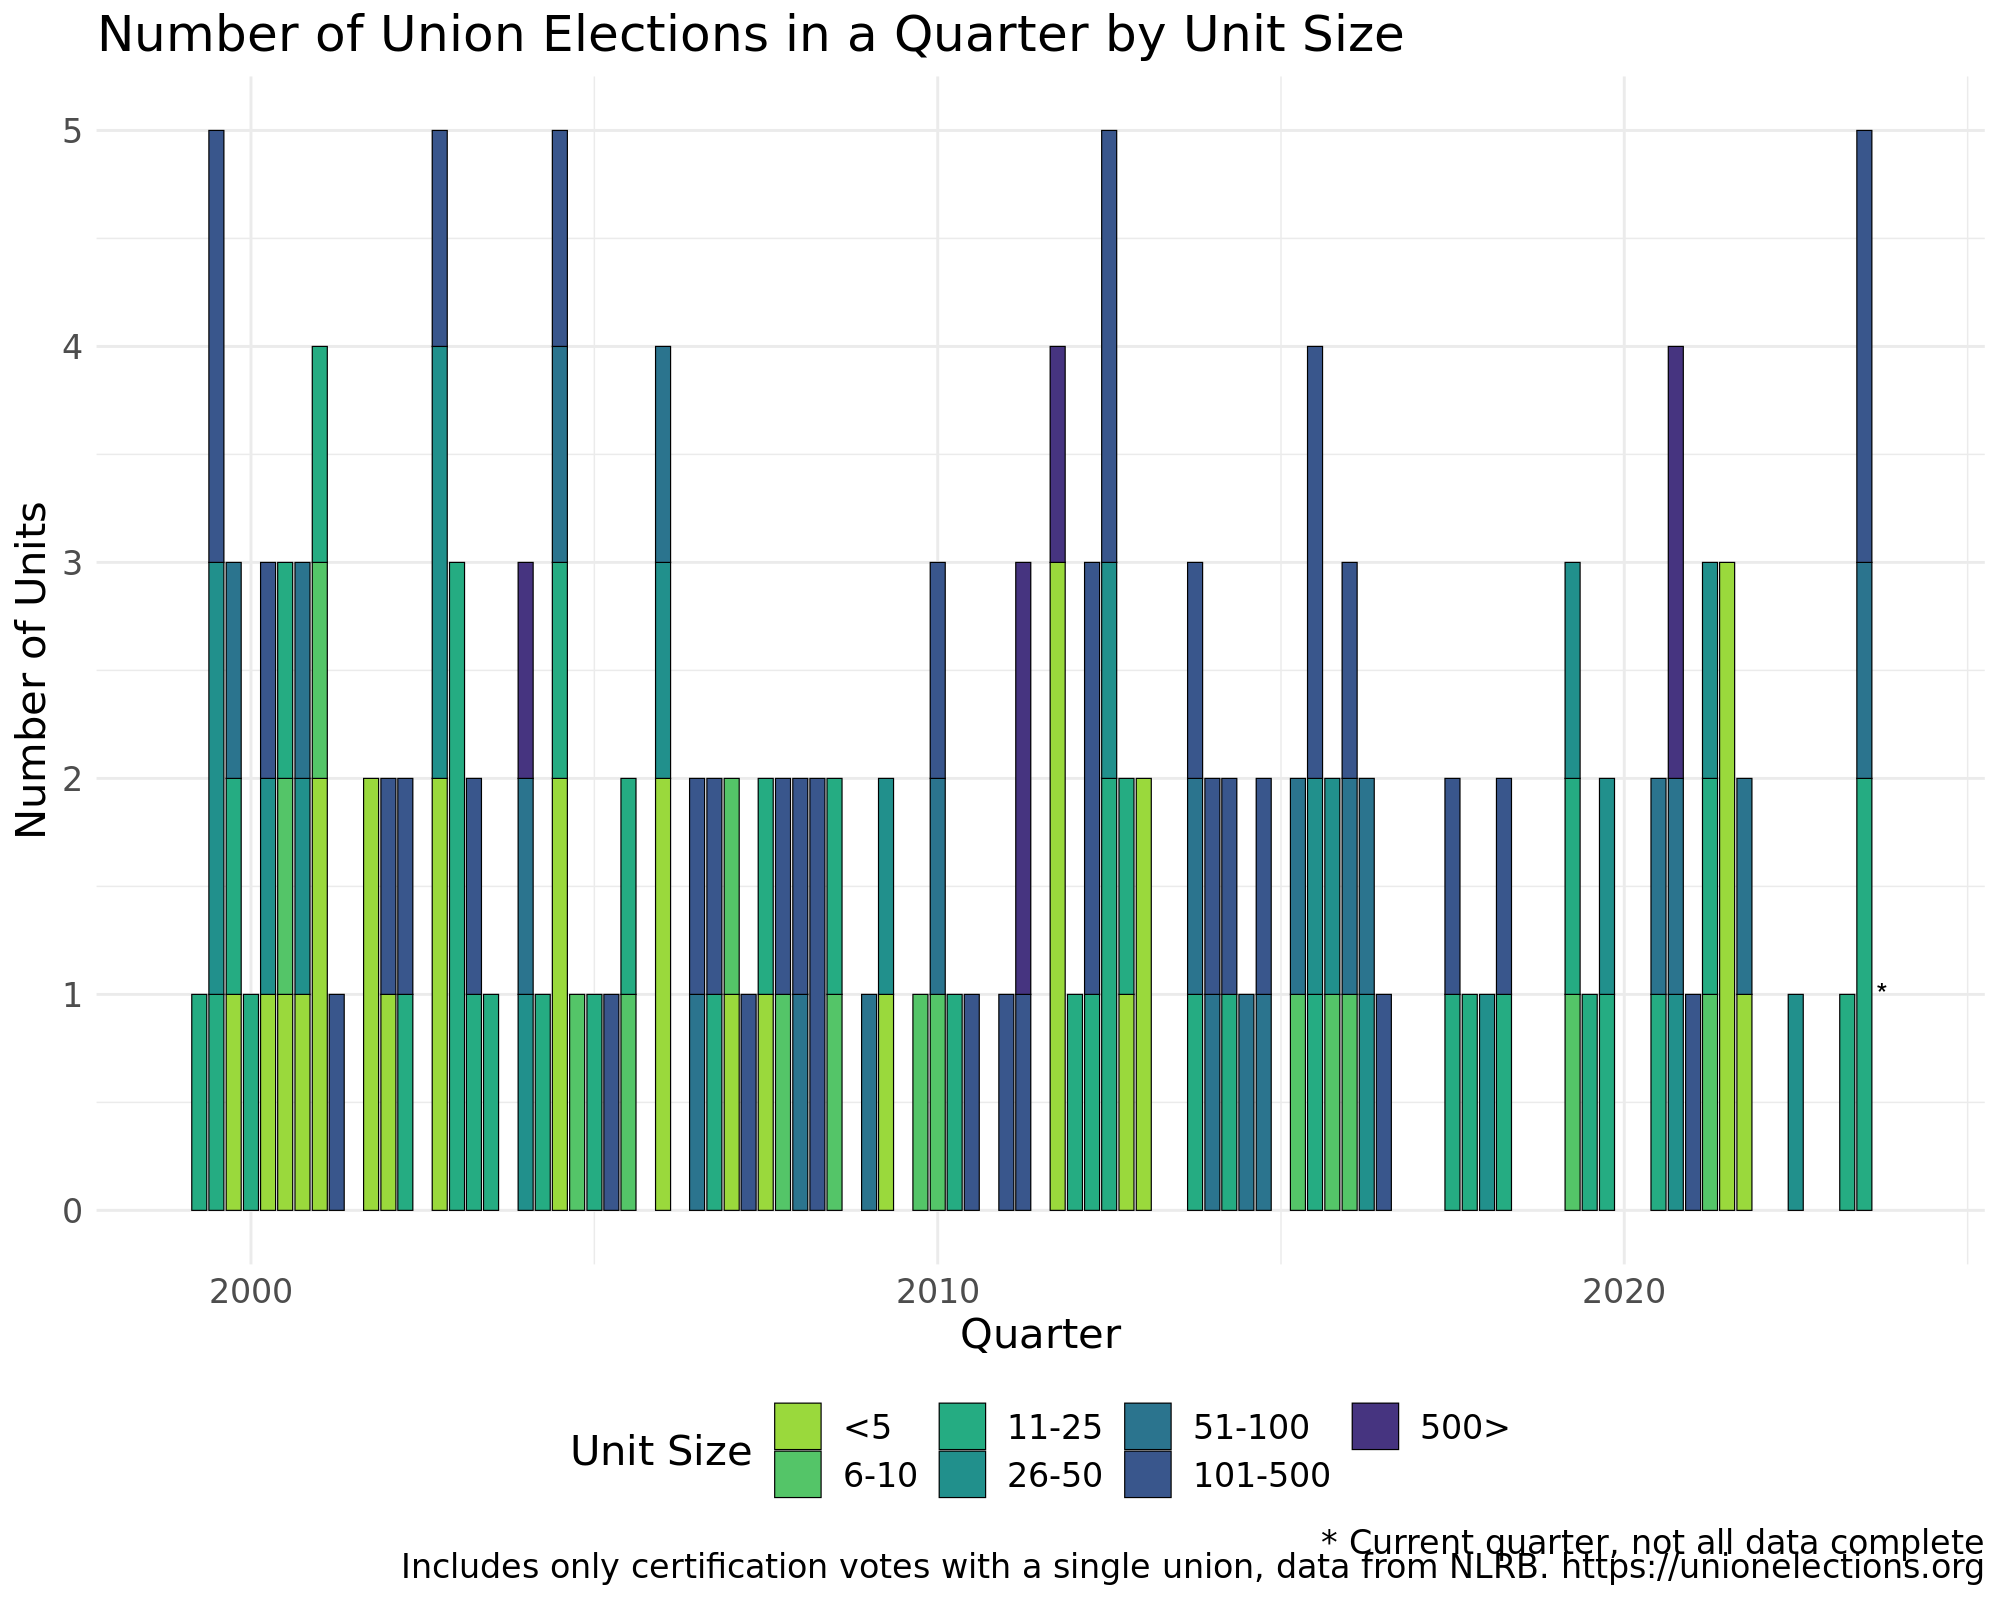 Number of Union Elections in a Quarter by Unit Size
Number of Units
5
4
3
2
1
0
*
2000 2010 2020
Quarter
Unit Size
<5 11-25 51-100 500>
6-10 26-50 101-500
* Current quarter, not all data complete
Includes only certification votes with a single union, data from NLRB. https://unionelections.org